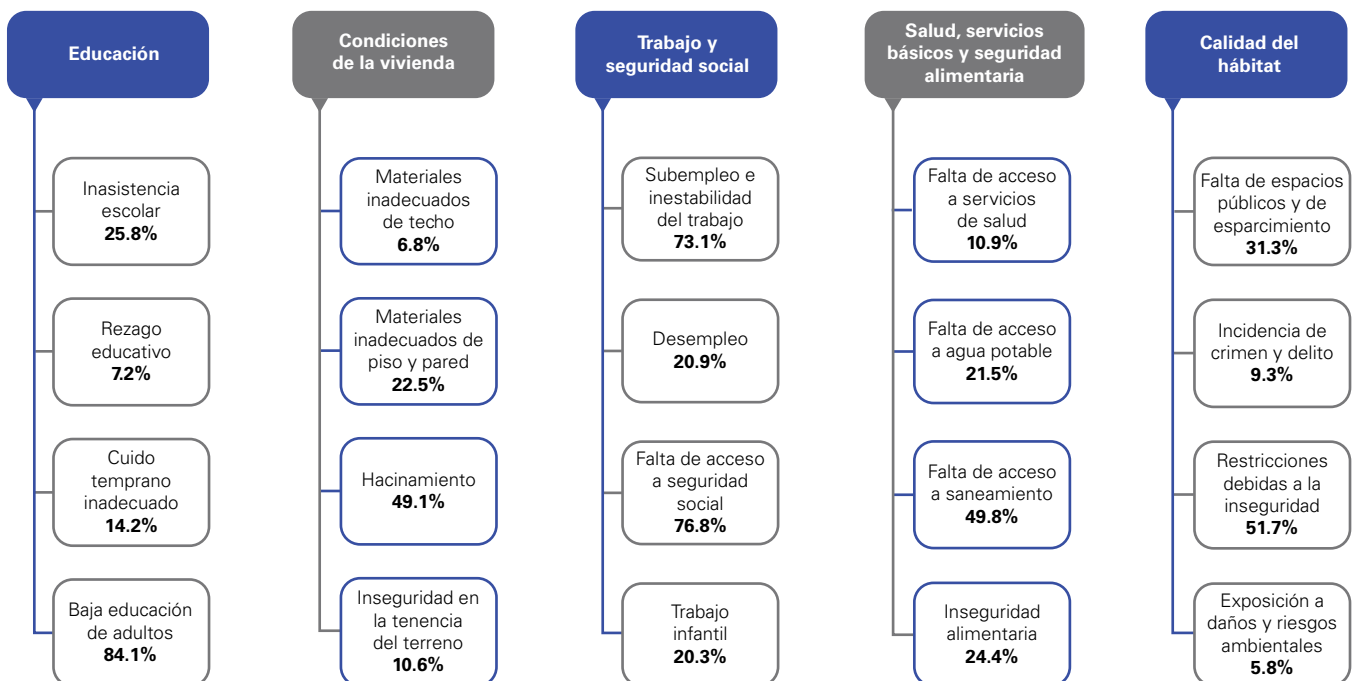 Educación
Inasistencia
escolar
25.8%
Rezago
educativo
7.2%
Cuido
temprano
inadecuado
14.2%
Baja educación
de adultos
84.1%
Condiciones
de la vivienda
Materiales
inadecuados
de techo
6.8%
Materiales
inadecuados de
piso y pared
22.5%
Hacinamiento
49.1%
Inseguridad en
la tenencia
del terreno
10.6%
Trabajo y
seguridad social
Subempleo e
inestabilidad
del trabajo
73.1%
Desempleo
20.9%
Falta de acceso
a seguridad
social
76.8%
Trabajo
infantil
20.3%
Salud, servicios
básicos y seguridad
alimentaria
Falta de acceso
a servicios
de salud
10.9%
Falta de acceso
a agua potable
21.5%
Falta de acceso
a saneamiento
49.8%
Inseguridad
alimentaria
24.4%
Calidad del
hábitat
Falta de espacios
públicos y de
esparcimiento
31.3%
Incidencia de
crimen y delito
9.3%
Restricciones
debidas a la
inseguridad
51.7%
Exposición a
daños y riesgos
ambientales
5.8%